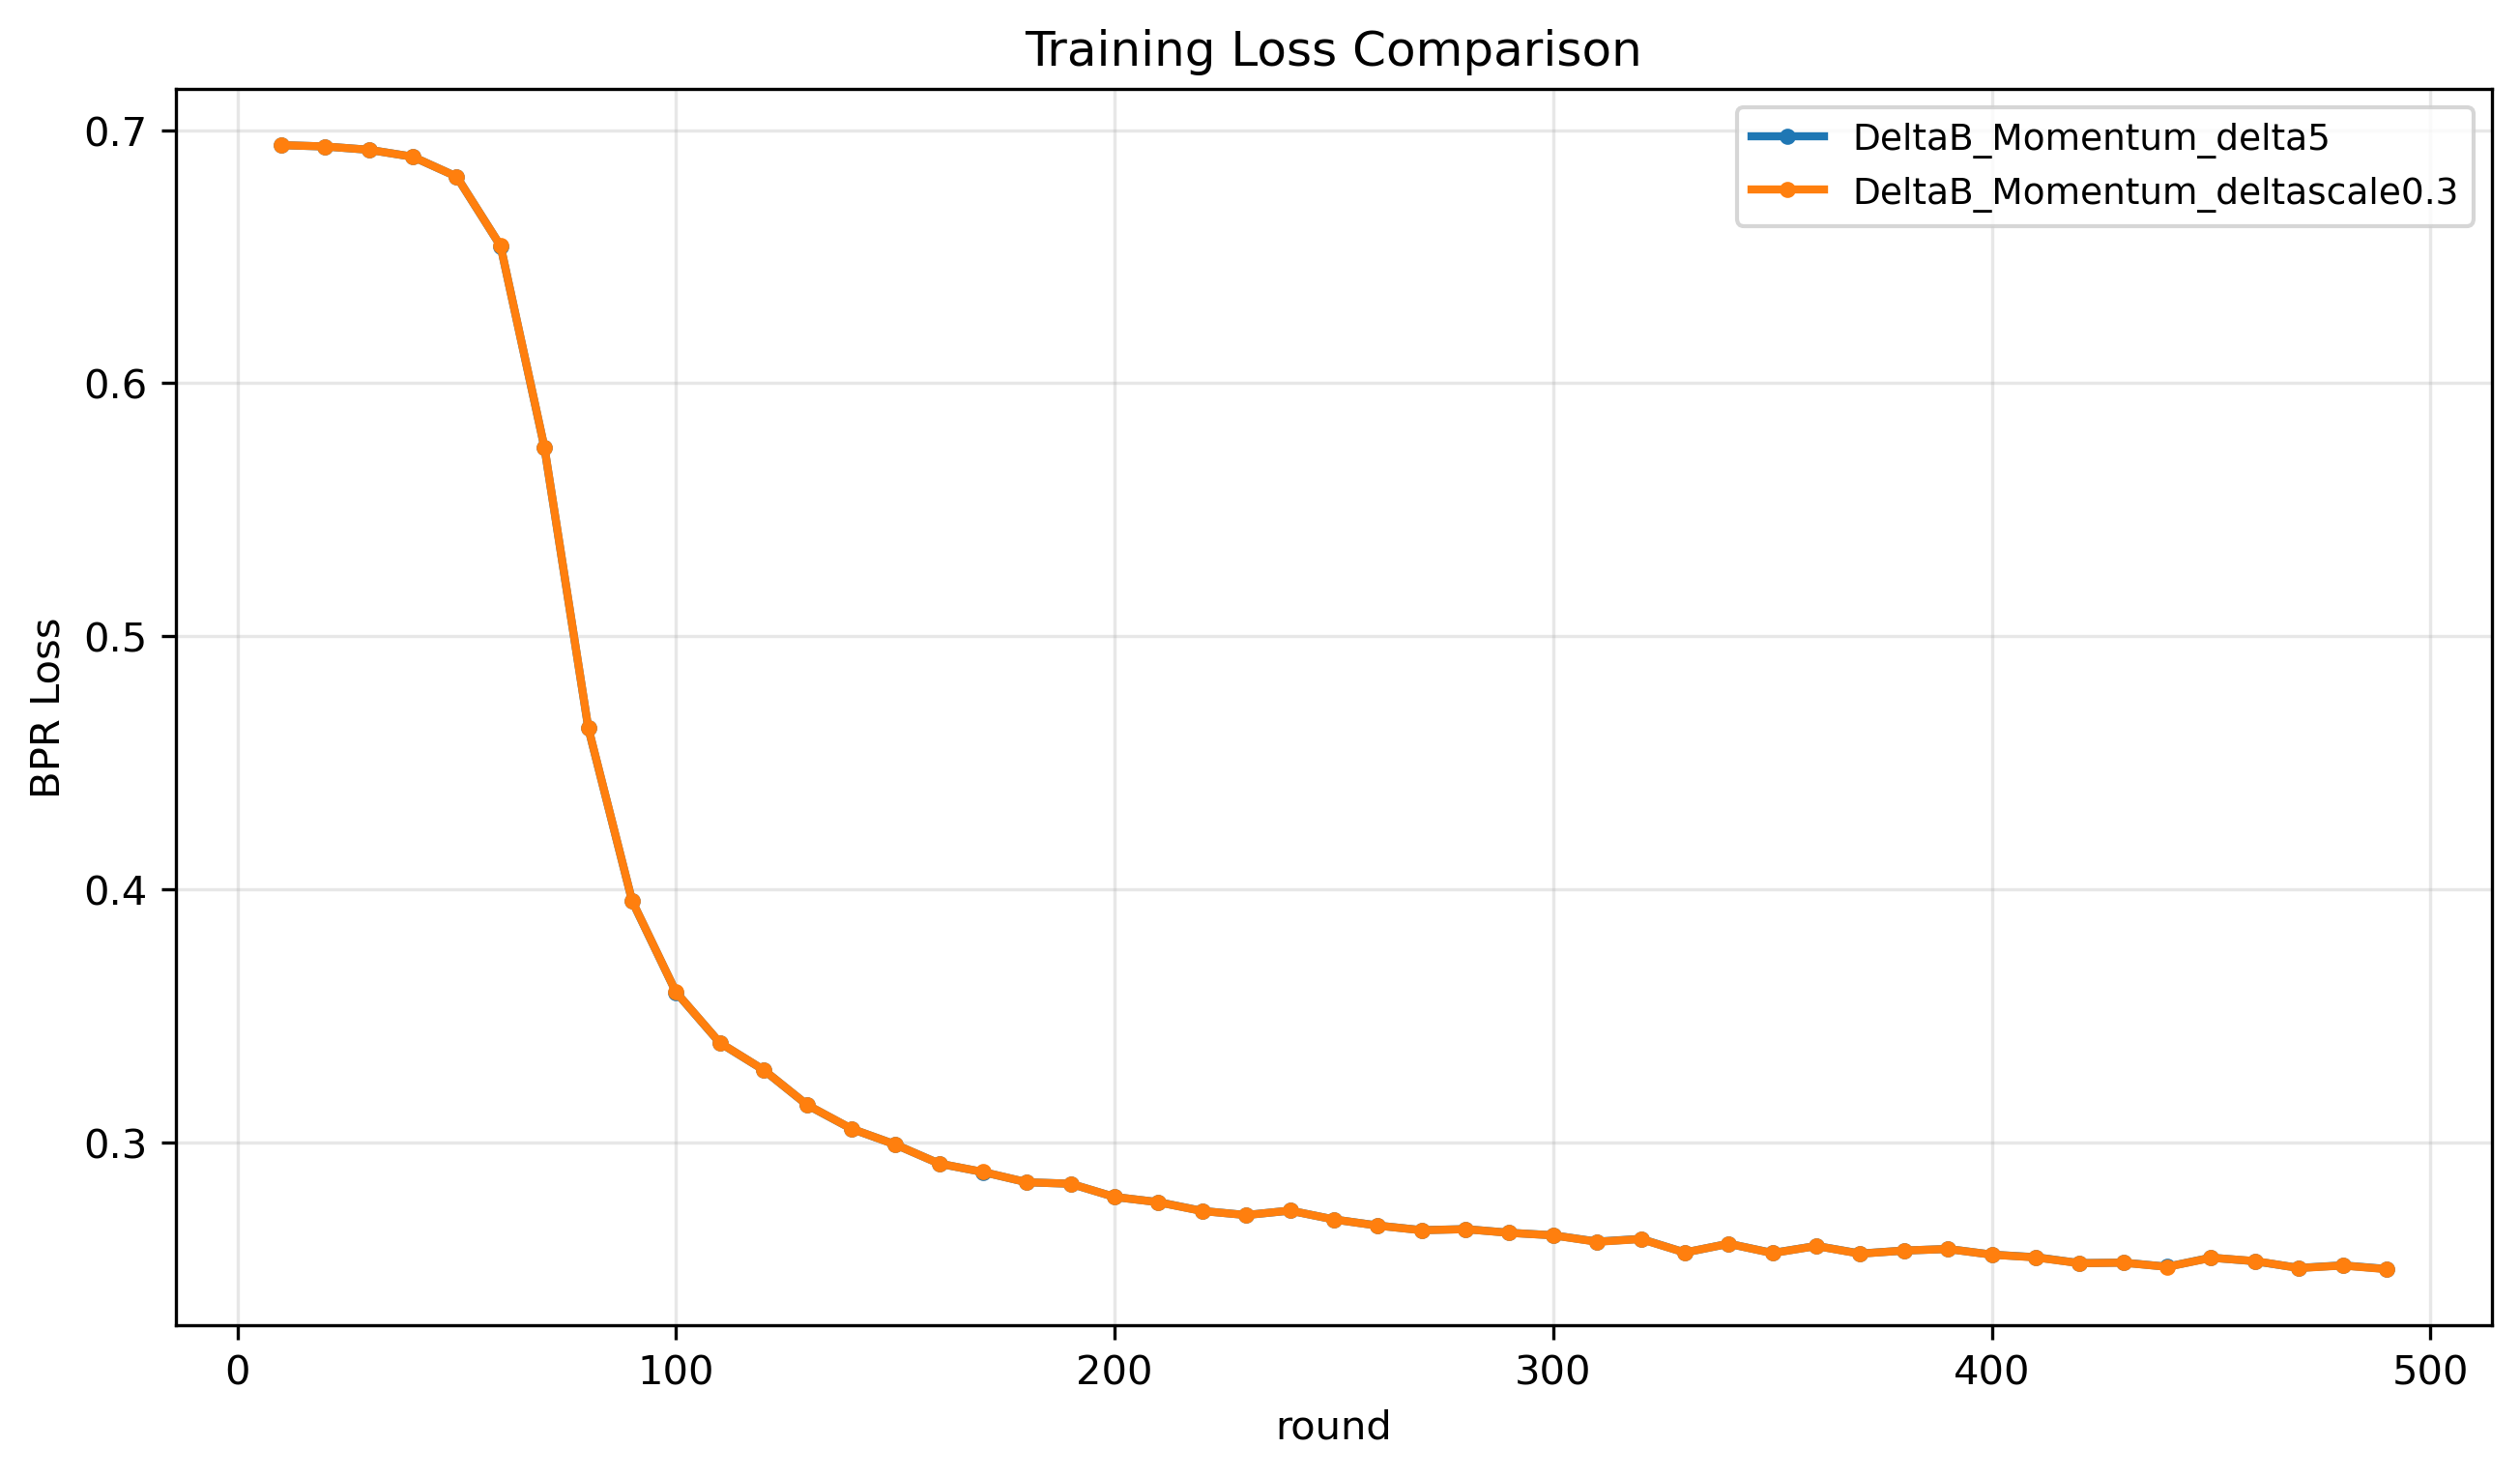 Training Loss Comparison
DeltaB_Momentum_delta5
DeltaB_Momentum_deltascale0.3
BPR Loss
0.7
0.6
0.5
0.4
0.3
0
100
200
300
400
500
round